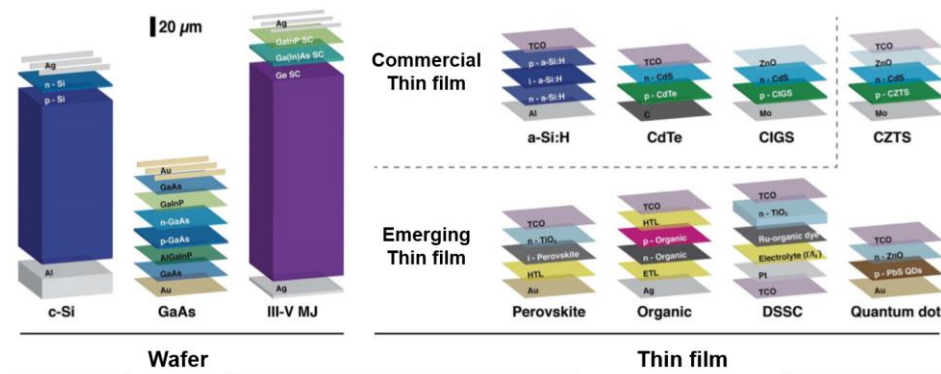 20 µm
Ag
n - Si
p - Si
Al
c-Si
Au
GaAs
GaInP
n-GaAs
p-GaAs
AlGaInP
GaAs
Au
GaAs
Ag
GaInP SC
Ga(In)As SC
Ge SC
Ag
III-V MJ
Wafer
Commercial
Thin film
TCO
p - a-Si:H
i - a-Si:H
n - a-Si:H
Al
a-Si:H
TCO
n - CdS
p - CdTe
C
CdTe
ZnO
n - CdS
p - CIGS
Mo
CIGS
TCO
ZnO
n - CdS
p - CZTS
Mo
CZTS
Emerging
Thin film
TCO
n - TiO₂
i - Perovskite
HTL
Au
Perovskite
TCO
HTL
p - Organic
n - Organic
ETL
Ag
Organic
TCO
n - TiO₂
Ru-organic dye
Electrolyte (I⁻/I₃⁻)
Pt
TCO
DSSC
TCO
n - ZnO
p - PbS QDs
Au
Quantum dot
Thin film